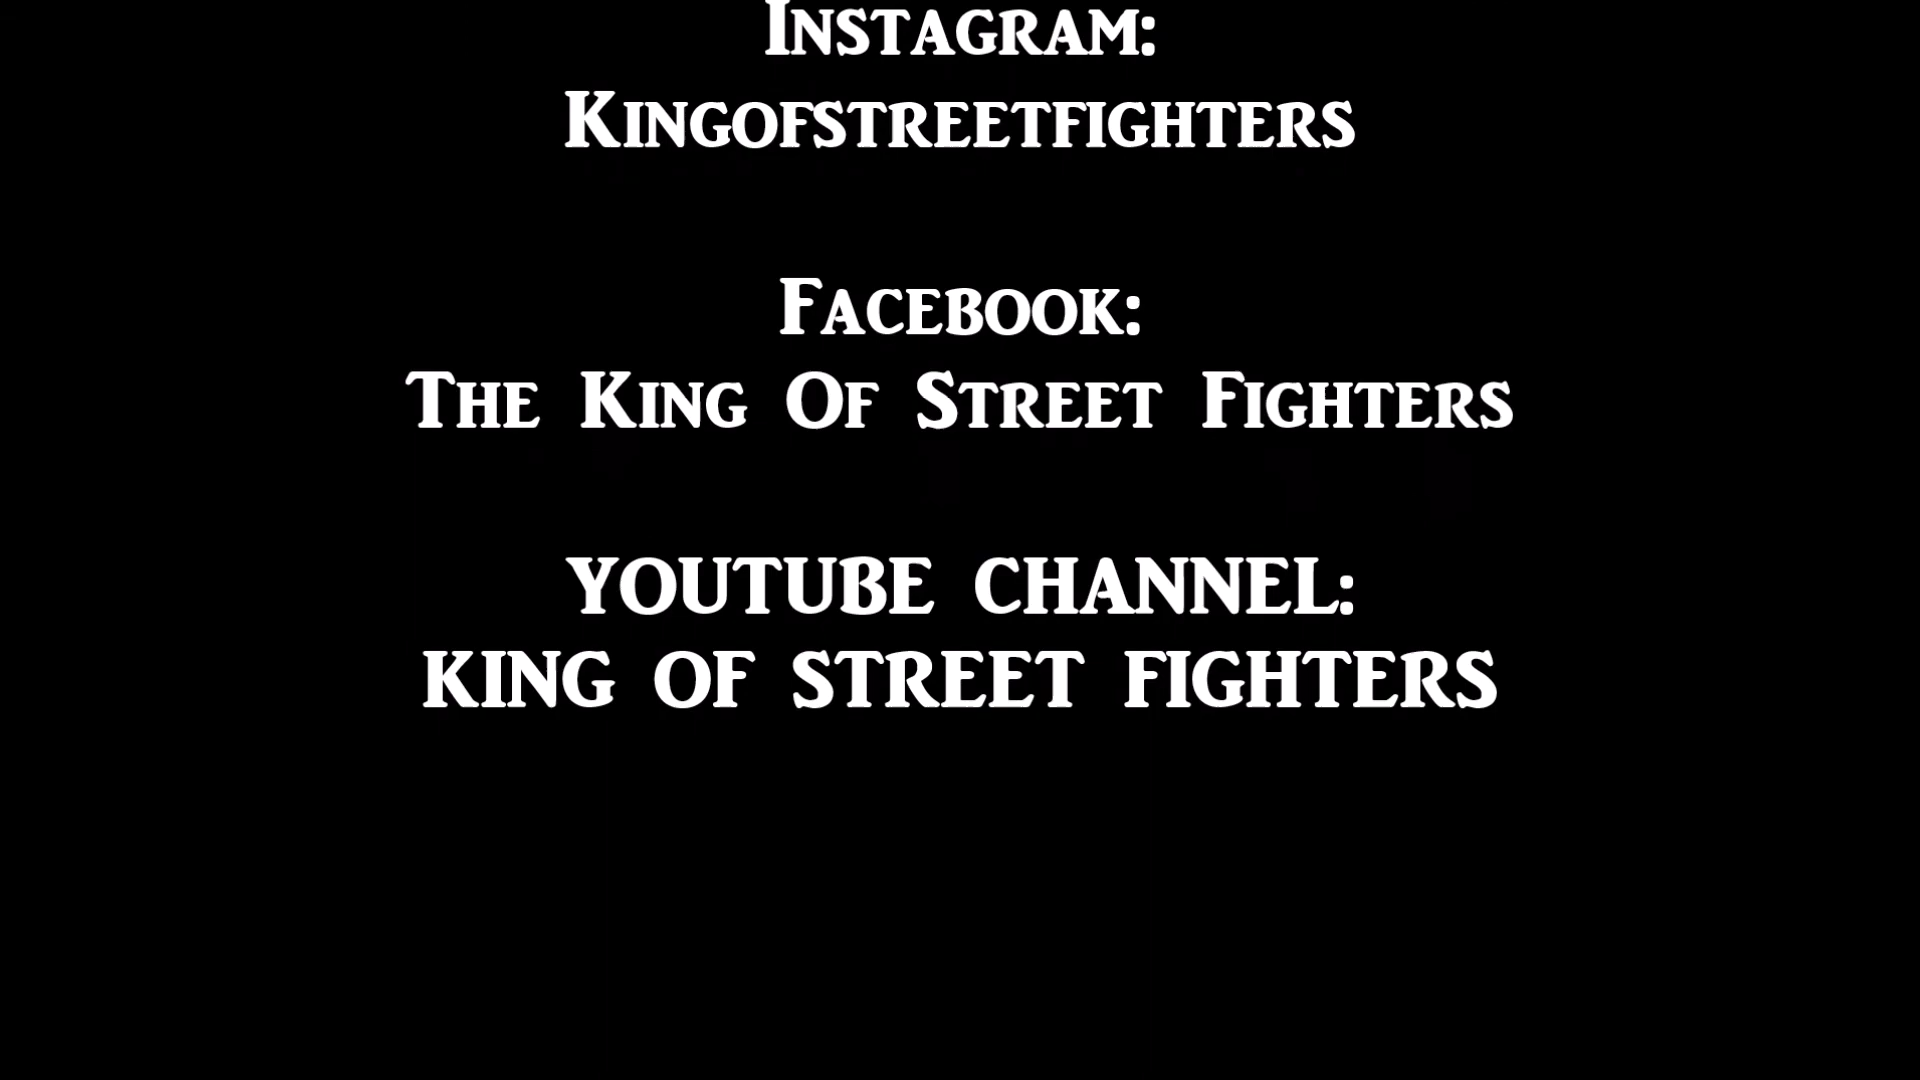 Instagram:
Kingofstreetfighters
Facebook:
The King Of Street Fighters
YOUTUBE CHANNEL:
KING OF STREET FIGHTERS